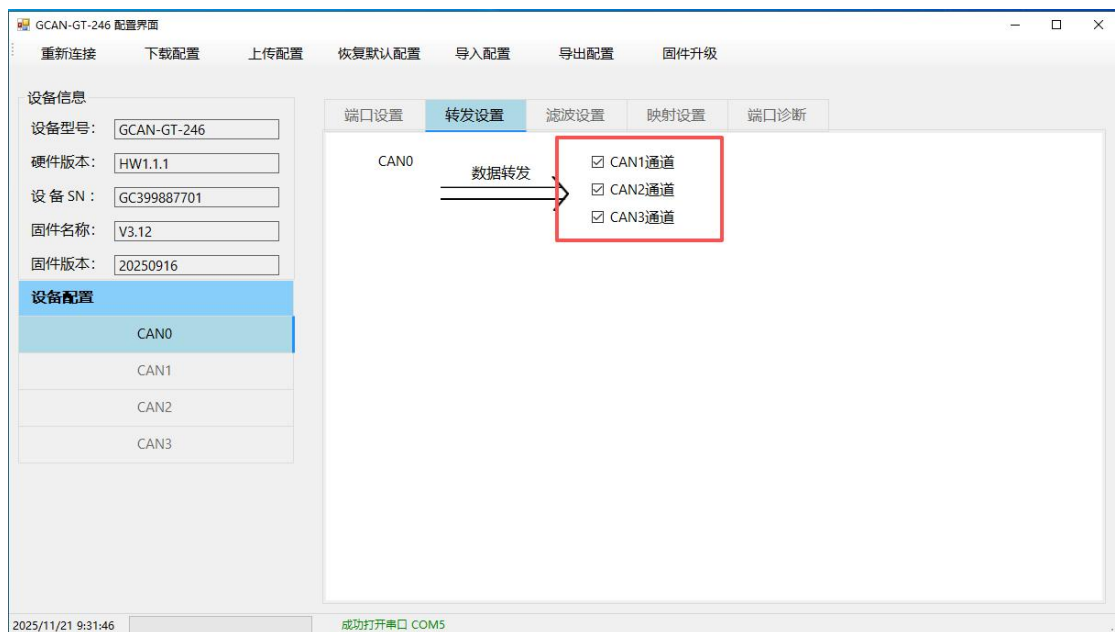 GCAN-GT-246 配置界面
重新连接 下载配置 上传配置 恢复默认配置 导入配置 导出配置 固件升级
设备信息
设备型号： GCAN-GT-246
硬件版本： HW1.1.1
设 备 SN ： GC399887701
固件名称： V3.12
固件版本： 20250916
设备配置
CAN0
CAN1
CAN2
CAN3
端口设置 转发设置 滤波设置 映射设置 端口诊断
CAN0
数据转发
CAN1通道
CAN2通道
CAN3通道
2025/11/21 9:31:46
成功打开串口 COM5